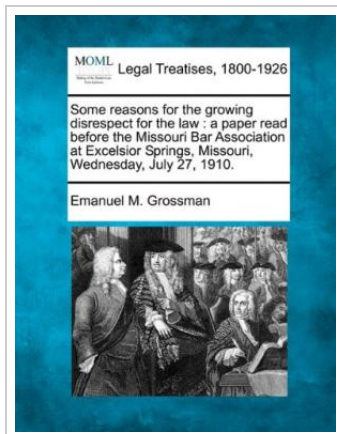 MOML
Legal Treatises, 1800-1926
Some reasons for the growing
disrespect for the law : a paper read
before the Missouri Bar Association
at Excelsior Springs, Missouri,
Wednesday, July 27, 1910.
Emanuel M. Grossman